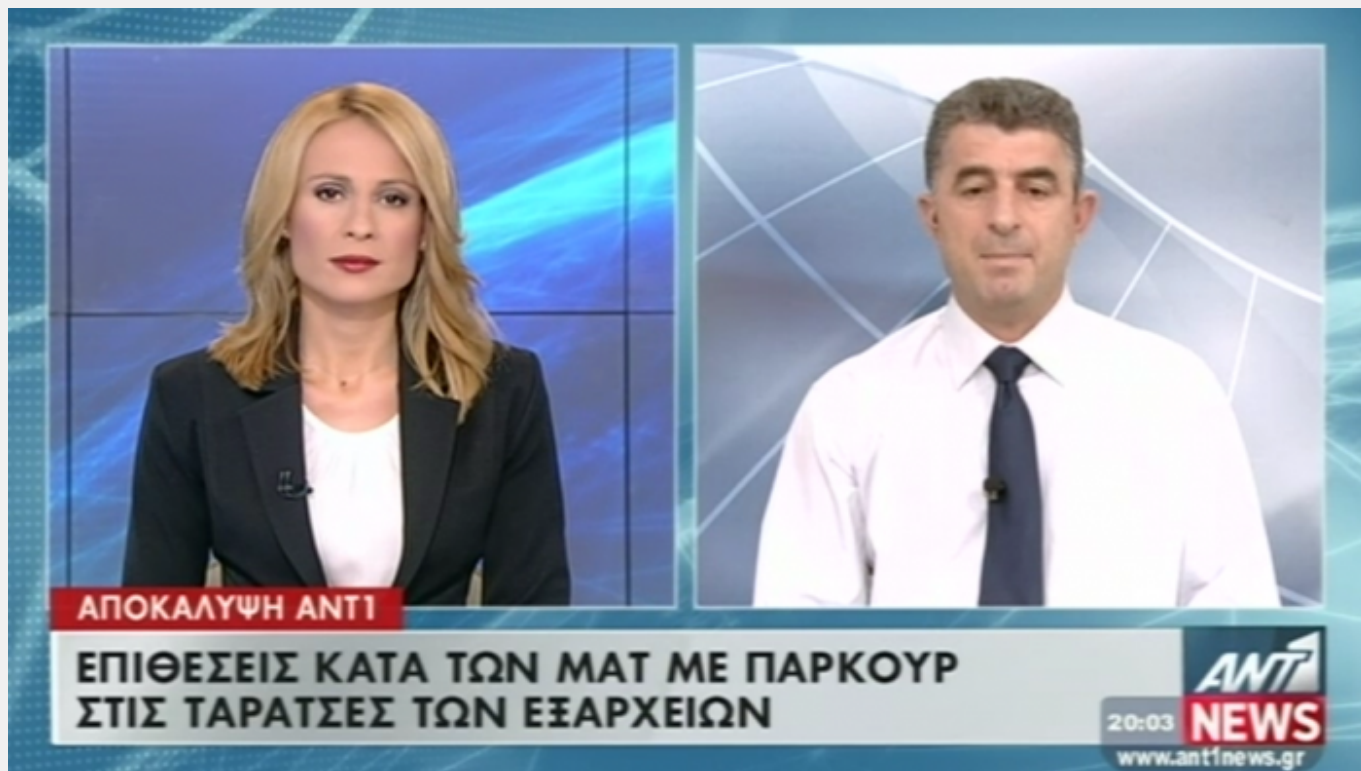 ΑΠΟΚΑΛΥΨΗ ΑΝΤ1
ΕΠΙΘΕΣΕΙΣ ΚΑΤΑ ΤΩΝ ΜΑΤ ΜΕ ΠΑΡΚΟΥΡ
ΣΤΙΣ ΤΑΡΑΤΣΕΣ ΤΩΝ ΕΞΑΡΧΕΙΩΝ
ANT1
20:03 NEWS
www.ant1news.gr